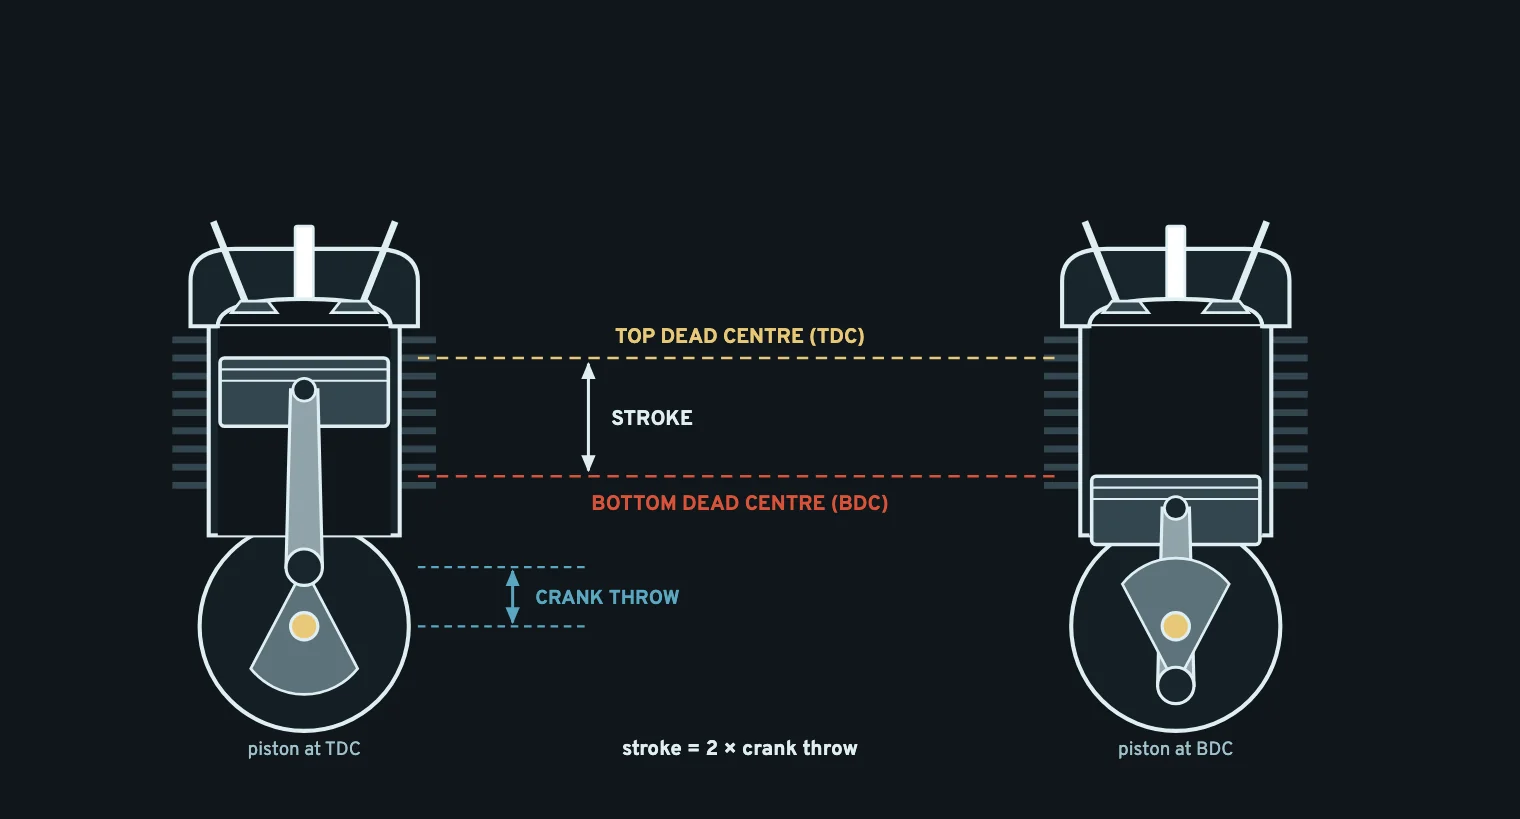 TOP DEAD CENTRE (TDC)
STROKE
BOTTOM DEAD CENTRE (BDC)
CRANK THROW
piston at TDC
stroke = 2 × crank throw
piston at BDC